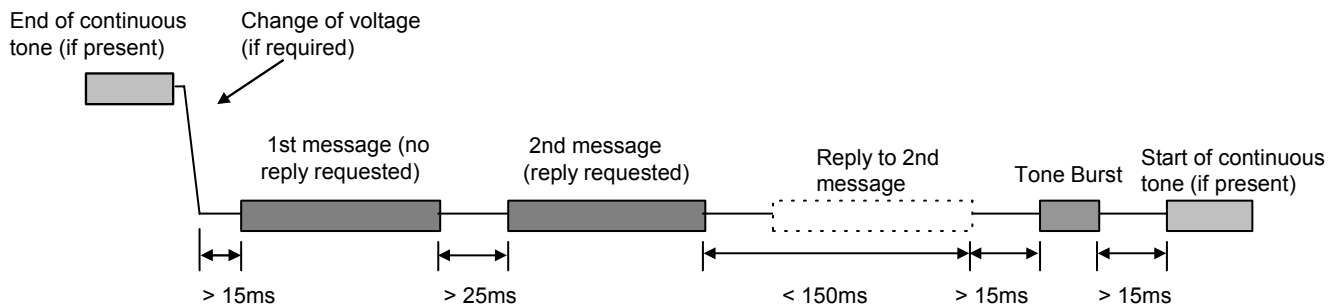 End of continuous
tone (if present)
Change of voltage
(if required)
1st message (no
reply requested)
2nd message
(reply requested)
Reply to 2nd
message
Tone Burst
Start of continuous
tone (if present)
> 15ms
> 25ms
< 150ms
> 15ms
> 15ms